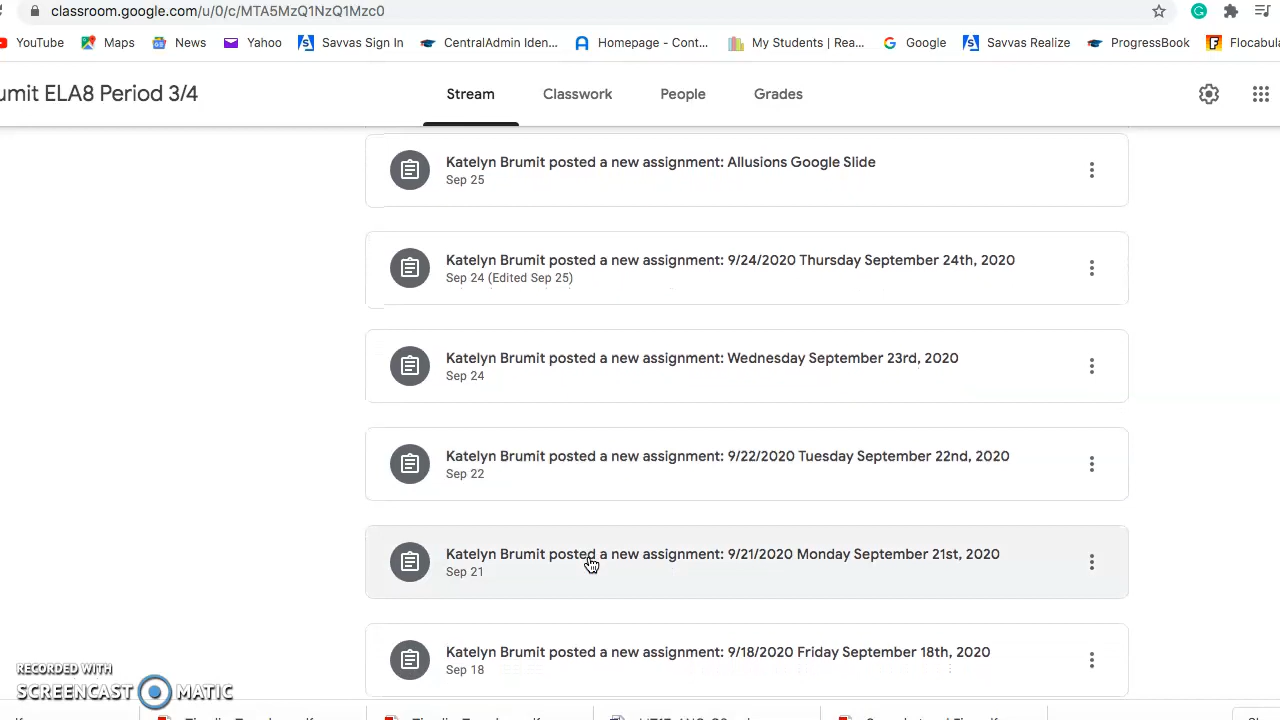 classroom.google.com/u/0/c/MTA5MzQ1NzQ1Mzc0
YouTube Maps News Yahoo Savvas Sign In CentralAdmin Iden... Homepage - Cont... My Students | Rea... Google Savvas Realize ProgressBook Flocabula
umit ELA8 Period 3/4 Stream Classwork People Grades
Katelyn Brumit posted a new assignment: Allusions Google Slide
Sep 25
Katelyn Brumit posted a new assignment: 9/24/2020 Thursday September 24th, 2020
Sep 24 (Edited Sep 25)
Katelyn Brumit posted a new assignment: Wednesday September 23rd, 2020
Sep 24
Katelyn Brumit posted a new assignment: 9/22/2020 Tuesday September 22nd, 2020
Sep 22
Katelyn Brumit posted a new assignment: 9/21/2020 Monday September 21st, 2020
Sep 21
Katelyn Brumit posted a new assignment: 9/18/2020 Friday September 18th, 2020
Sep 18
RECORDED WITH
SCREENCAST MATIC